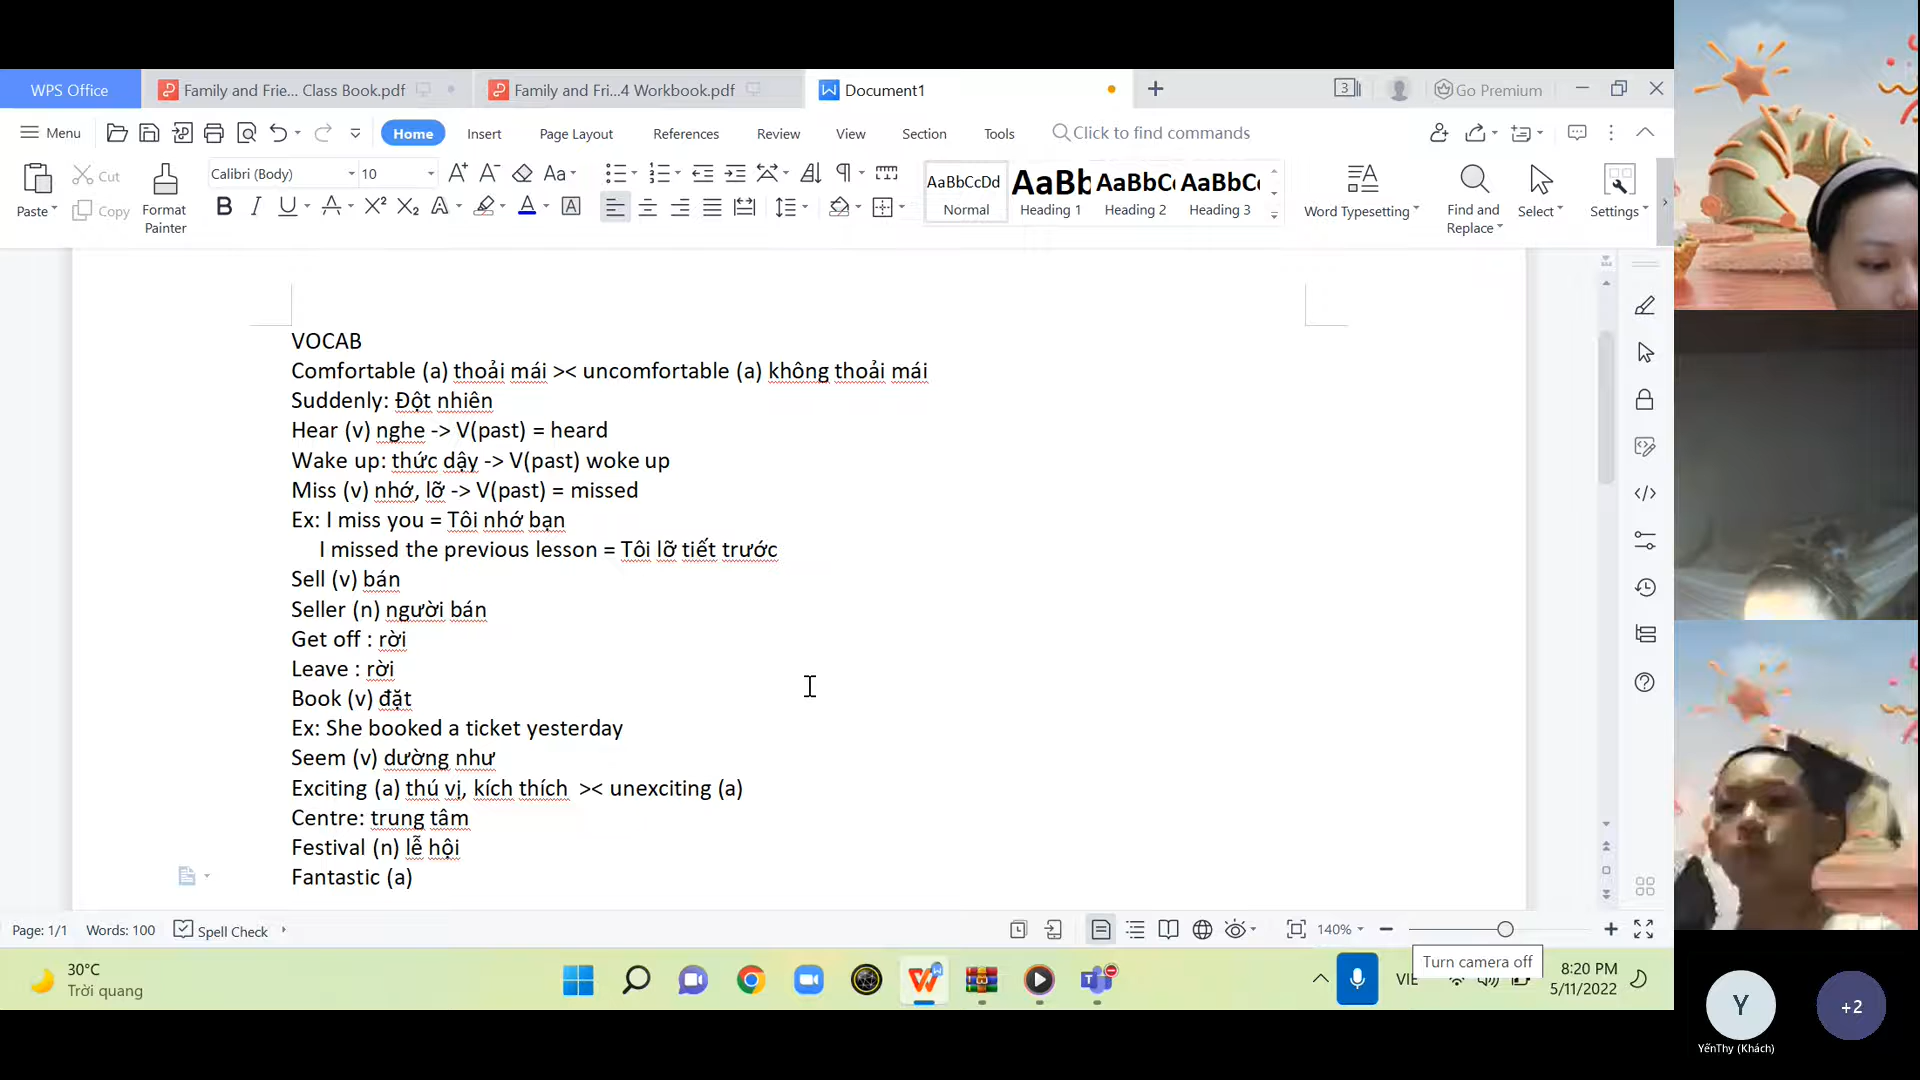 WPS Office
Family and Frie... Class Book.pdf
Family and Fri...4 Workbook.pdf
Document1
3
Go Premium
Menu
Home
Insert
Page Layout
References
Review
View
Section
Tools
Click to find commands
Paste
Cut
Copy
Format
Painter
Calibri (Body)
10
AaBbCcDd
Normal
AaBb
Heading 1
AaBbC
Heading 2
AaBbC
Heading 3
Word Typesetting
Find and
Replace
Select
Settings
VOCAB
Comfortable (a) thoải mái >< uncomfortable (a) không thoải mái
Suddenly: Đột nhiên
Hear (v) nghe -> V(past) = heard
Wake up: thức dậy -> V(past) woke up
Miss (v) nhớ, lỡ -> V(past) = missed
Ex: I miss you = Tôi nhớ bạn
I missed the previous lesson = Tôi lỡ tiết trước
Sell (v) bán
Seller (n) người bán
Get off : rời
Leave : rời
Book (v) đặt
Ex: She booked a ticket yesterday
Seem (v) dường như
Exciting (a) thú vị, kích thích >< unexciting (a)
Centre: trung tâm
Festival (n) lễ hội
Fantastic (a)
Page: 1/1
Words: 100
Spell Check
140%
Turn camera off
30°C
Trời quang
VIE
8:20 PM
5/11/2022
Y
+2
YếnThy (Khách)